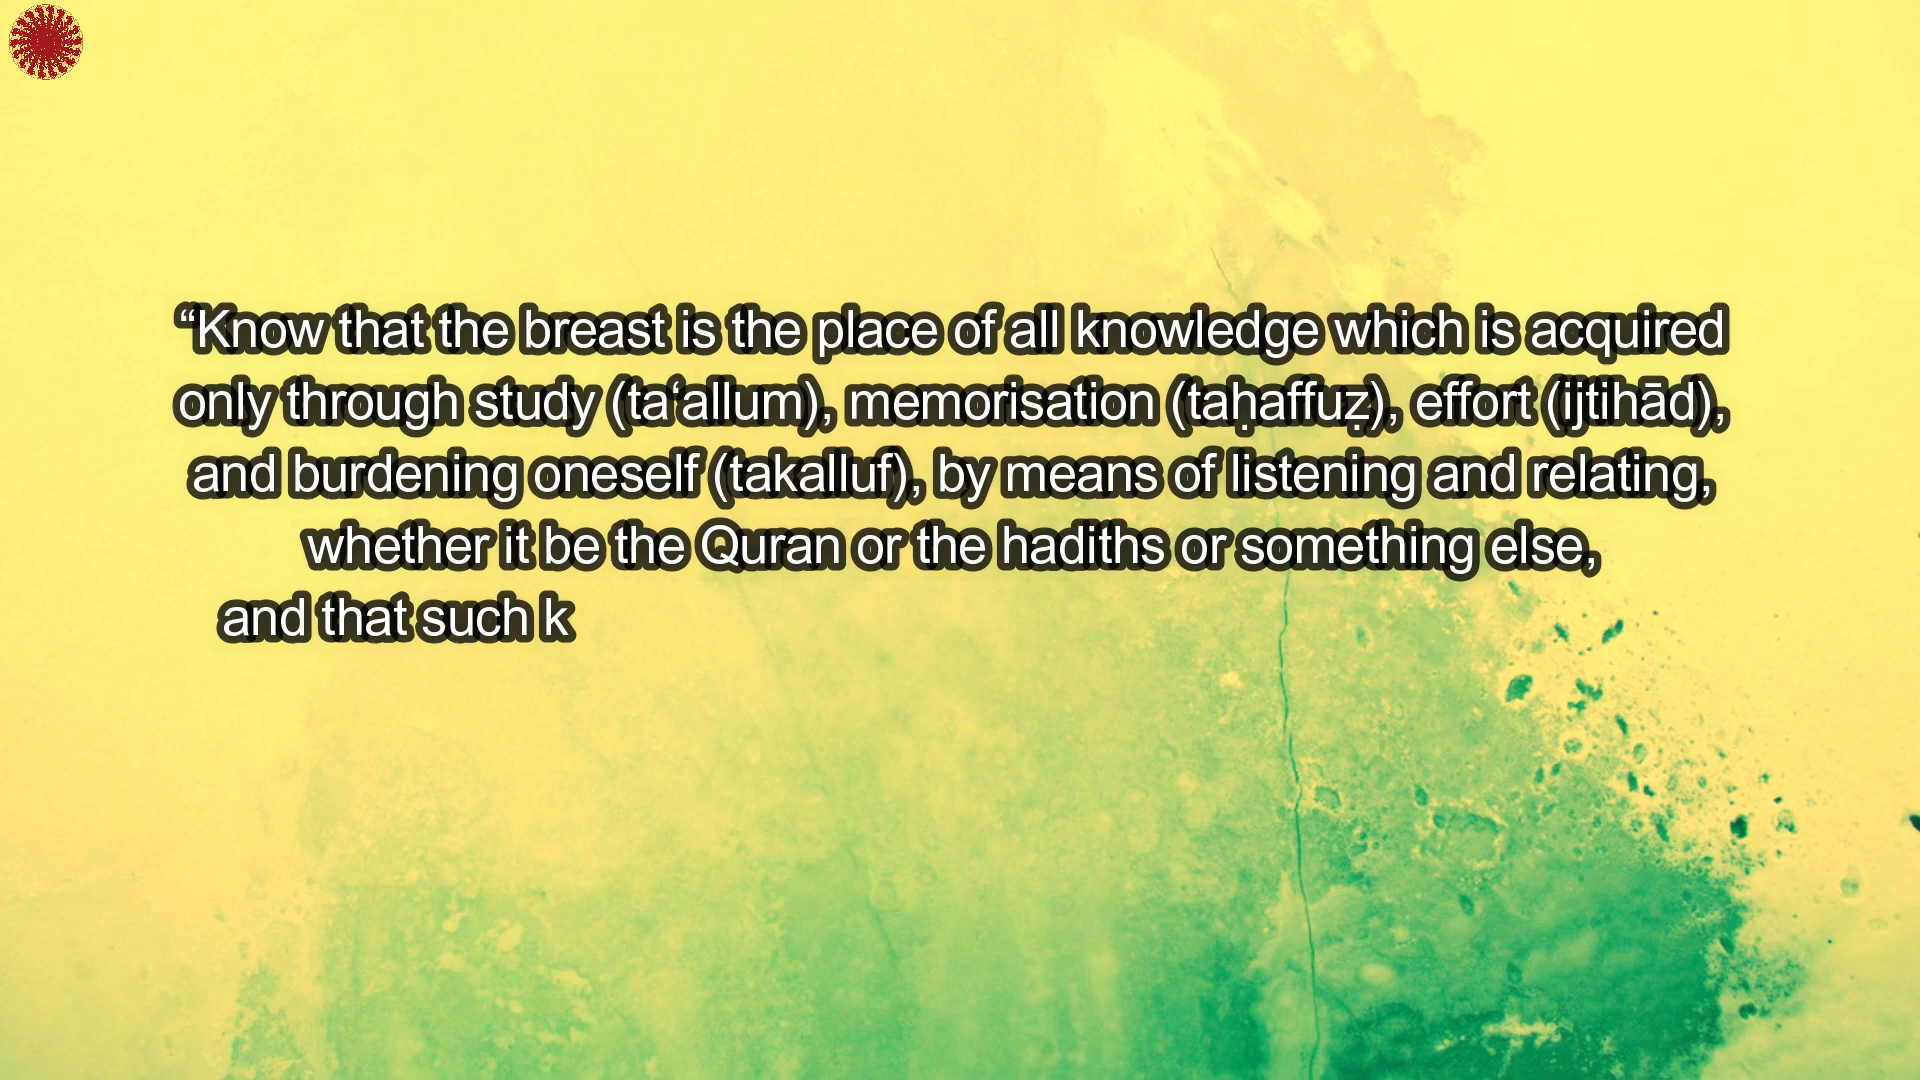 “Know that the breast is the place of all knowledge which is acquired
only through study (ta‘allum), memorisation (taḥaffuẓ), effort (ijtihād),
and burdening oneself (takalluf), by means of listening and relating,
whether it be the Quran or the hadiths or something else,
and that such k